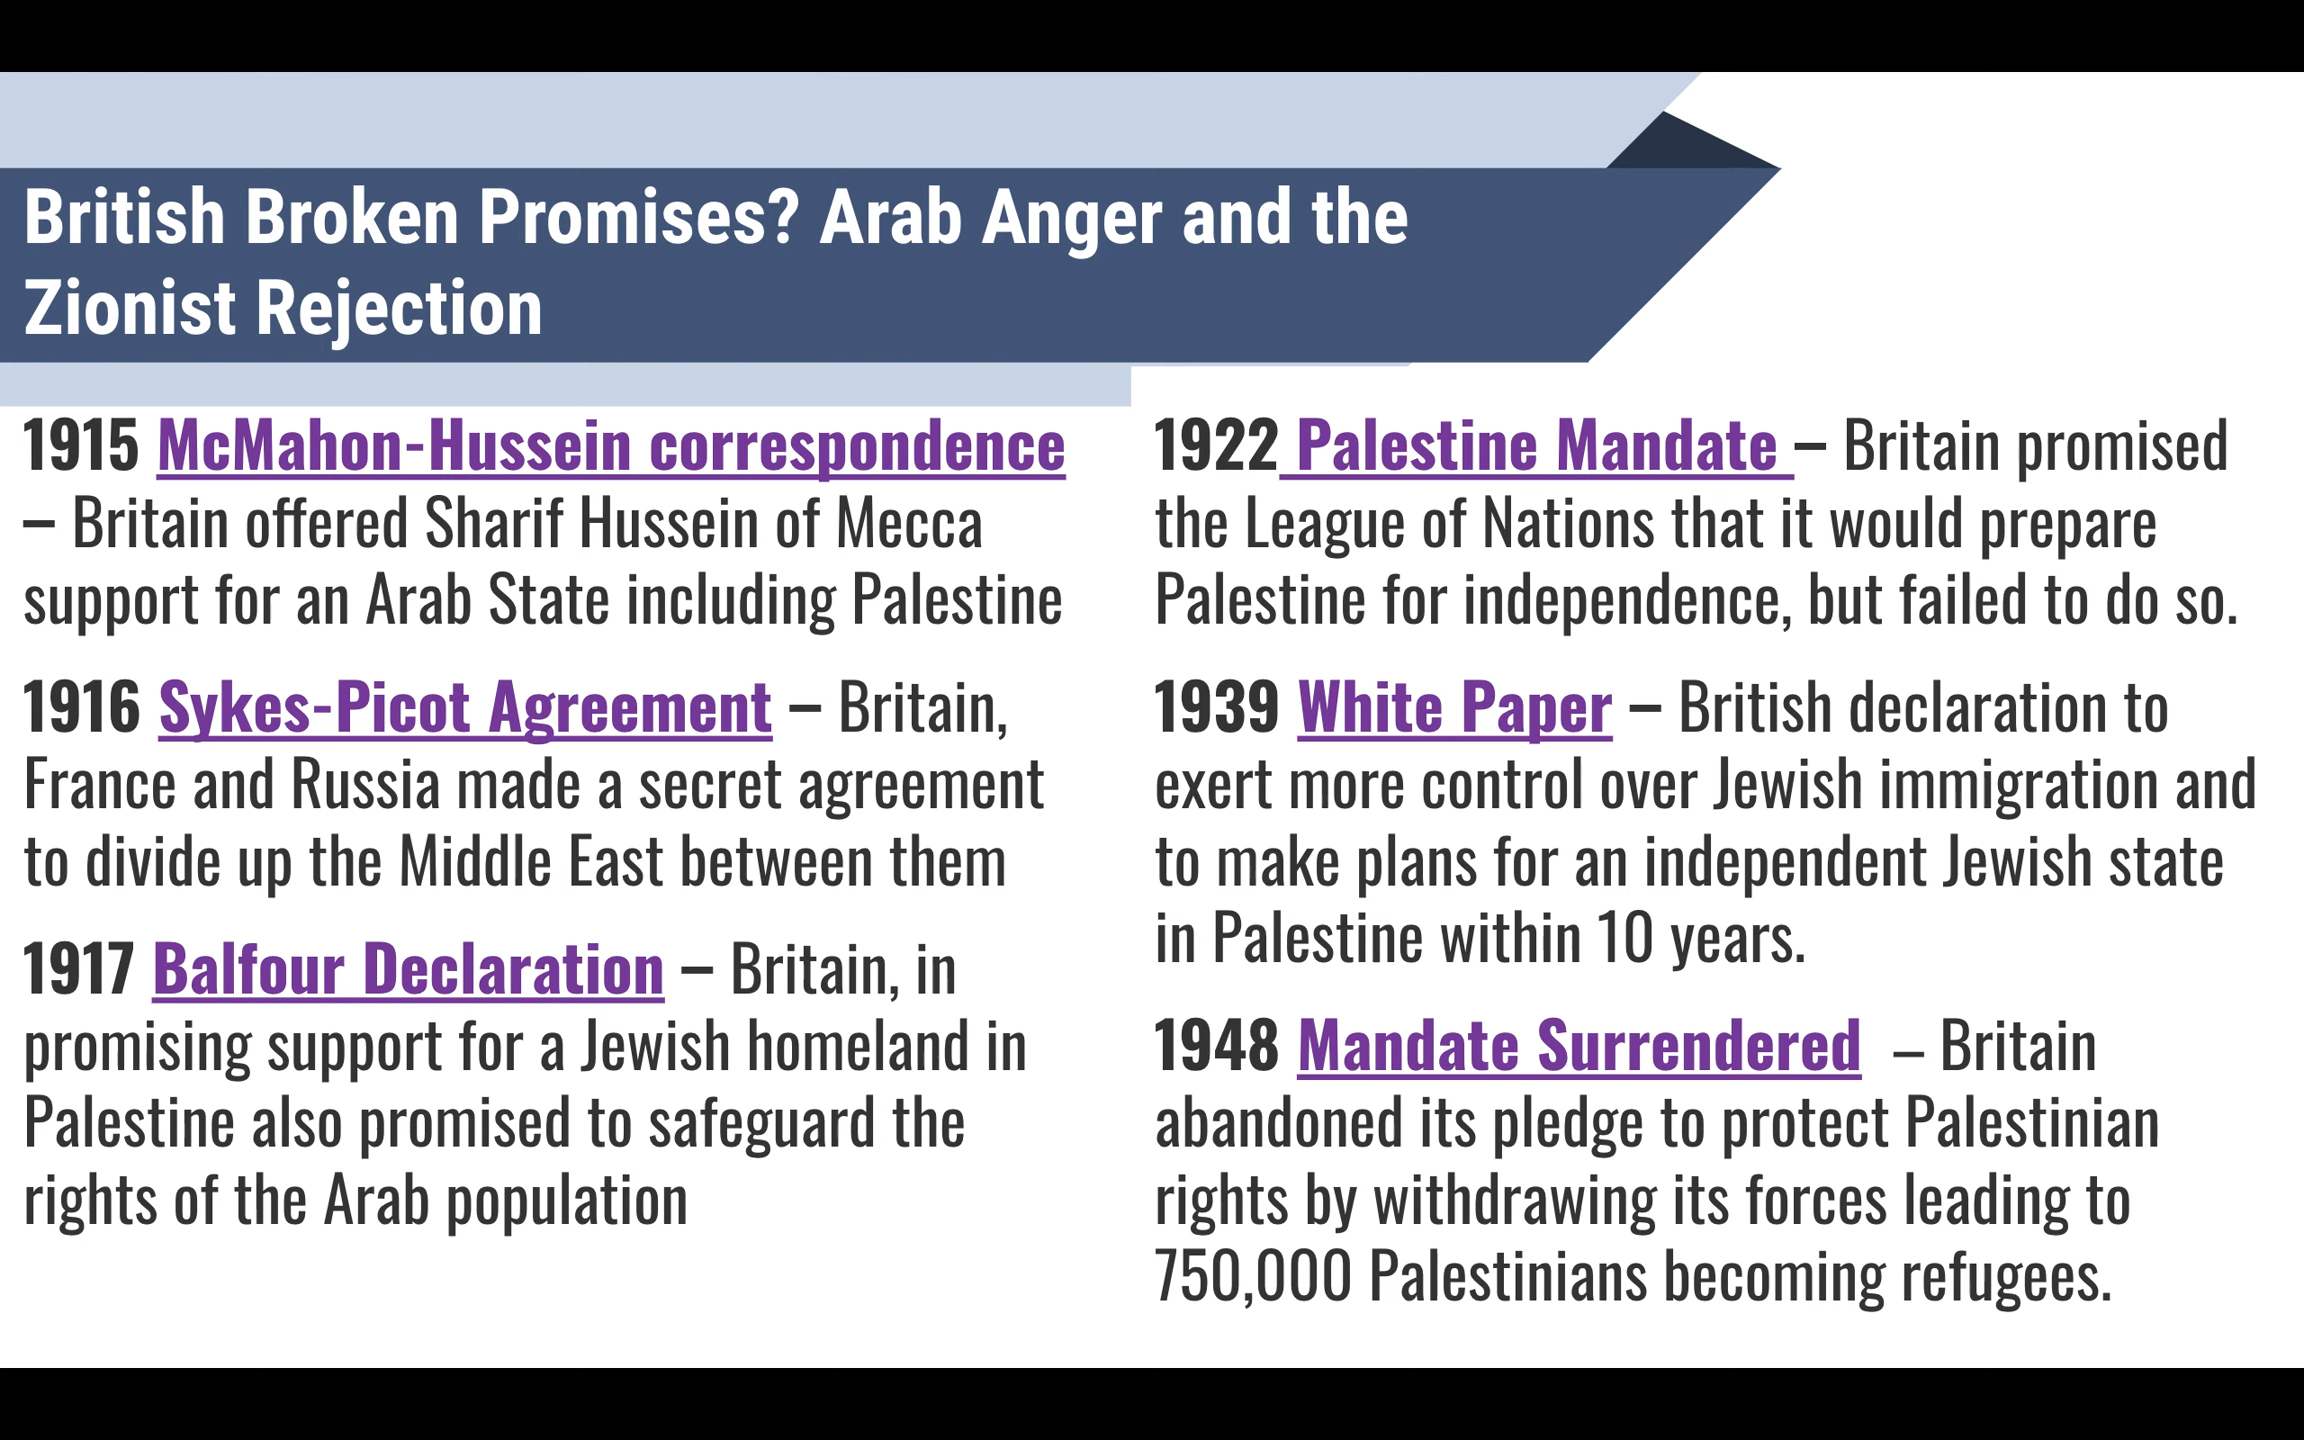 British Broken Promises? Arab Anger and the
Zionist Rejection
1915 McMahon-Hussein correspondence
– Britain offered Sharif Hussein of Mecca
support for an Arab State including Palestine
1916 Sykes-Picot Agreement – Britain,
France and Russia made a secret agreement
to divide up the Middle East between them
1917 Balfour Declaration – Britain, in
promising support for a Jewish homeland in
Palestine also promised to safeguard the
rights of the Arab population
1922 Palestine Mandate – Britain promised
the League of Nations that it would prepare
Palestine for independence, but failed to do so.
1939 White Paper – British declaration to
exert more control over Jewish immigration and
to make plans for an independent Jewish state
in Palestine within 10 years.
1948 Mandate Surrendered – Britain
abandoned its pledge to protect Palestinian
rights by withdrawing its forces leading to
750,000 Palestinians becoming refugees.